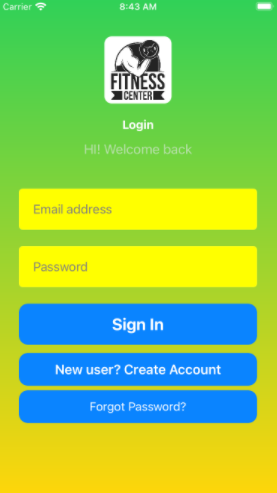 Carrier
8:43 AM
FITNESS
CENTER
Login
HI! Welcome back
Email address
Password
Sign In
New user? Create Account
Forgot Password?